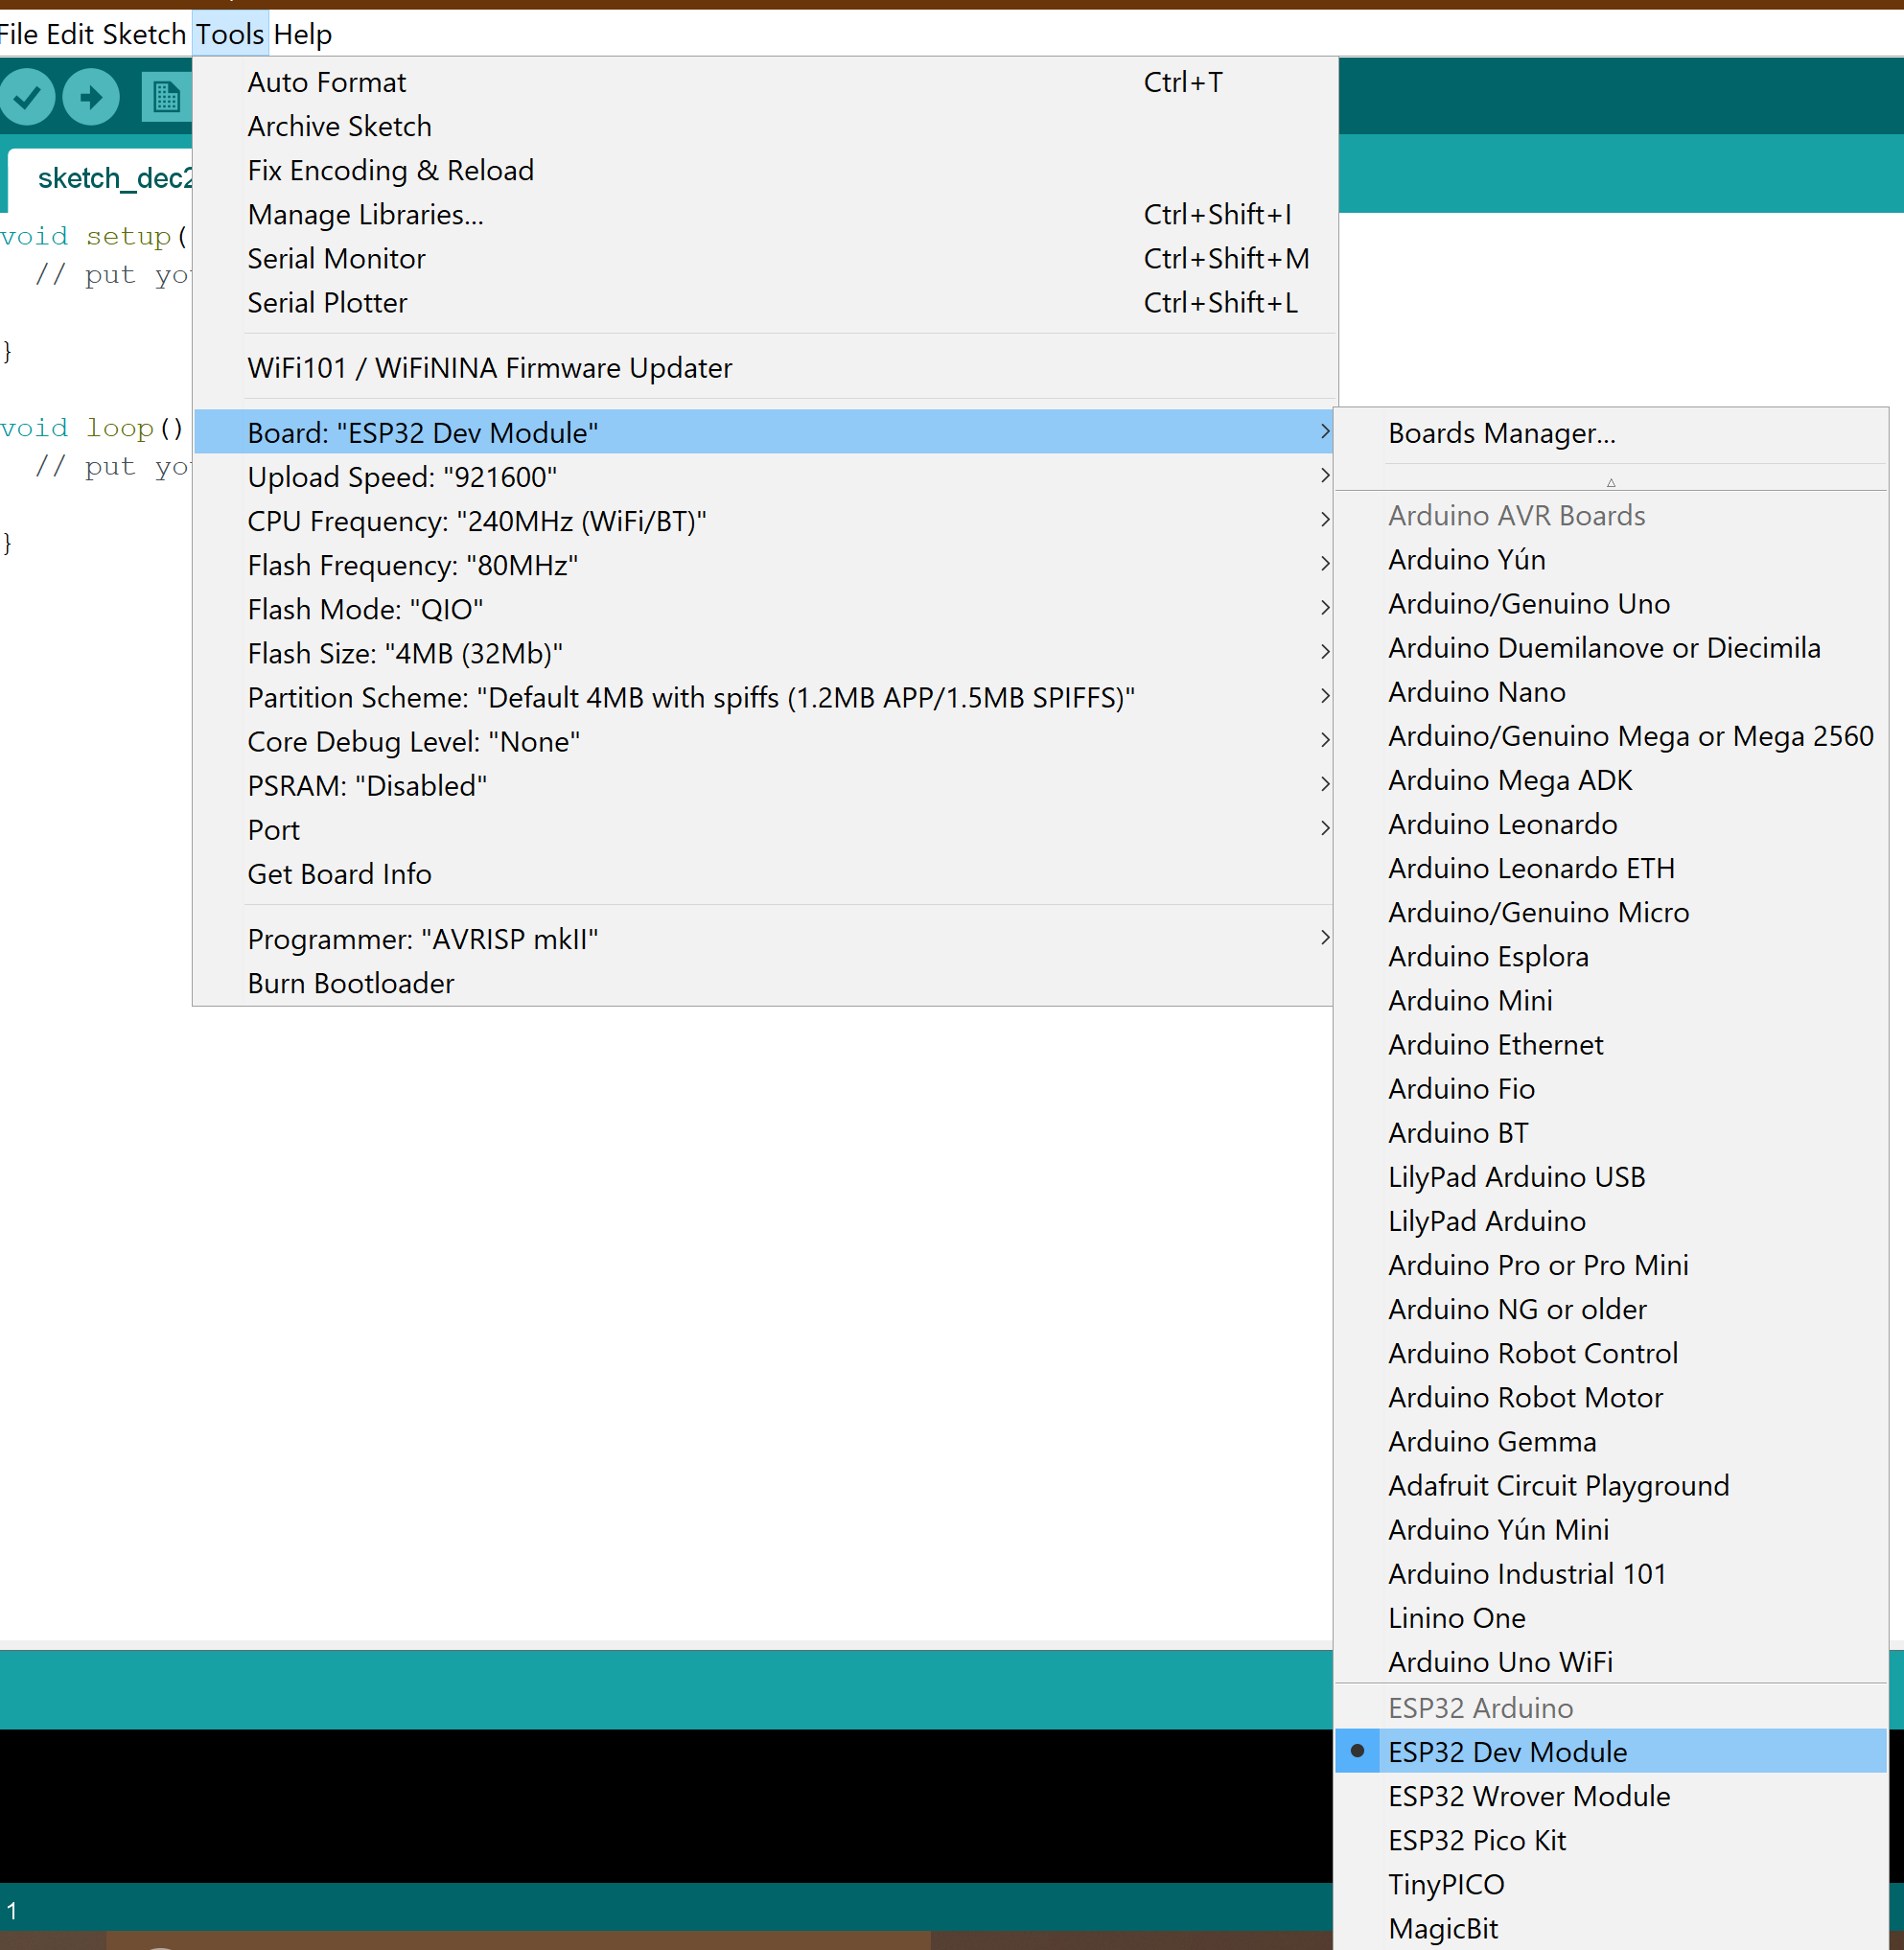 File Edit Sketch Tools Help
sketch_dec2
void setup(
// put yo
}
void loop()
// put yo
}
Auto Format Ctrl+T
Archive Sketch
Fix Encoding & Reload
Manage Libraries... Ctrl+Shift+I
Serial Monitor Ctrl+Shift+M
Serial Plotter Ctrl+Shift+L
WiFi101 / WiFiNINA Firmware Updater
Board: "ESP32 Dev Module"
Upload Speed: "921600"
CPU Frequency: "240MHz (WiFi/BT)"
Flash Frequency: "80MHz"
Flash Mode: "QIO"
Flash Size: "4MB (32Mb)"
Partition Scheme: "Default 4MB with spiffs (1.2MB APP/1.5MB SPIFFS)"
Core Debug Level: "None"
PSRAM: "Disabled"
Port
Get Board Info
Programmer: "AVRISP mkII"
Burn Bootloader
Boards Manager...
Arduino AVR Boards
Arduino Yún
Arduino/Genuino Uno
Arduino Duemilanove or Diecimila
Arduino Nano
Arduino/Genuino Mega or Mega 2560
Arduino Mega ADK
Arduino Leonardo
Arduino Leonardo ETH
Arduino/Genuino Micro
Arduino Esplora
Arduino Mini
Arduino Ethernet
Arduino Fio
Arduino BT
LilyPad Arduino USB
LilyPad Arduino
Arduino Pro or Pro Mini
Arduino NG or older
Arduino Robot Control
Arduino Robot Motor
Arduino Gemma
Adafruit Circuit Playground
Arduino Yún Mini
Arduino Industrial 101
Linino One
Arduino Uno WiFi
ESP32 Arduino
ESP32 Dev Module
ESP32 Wrover Module
ESP32 Pico Kit
TinyPICO
MagicBit
1